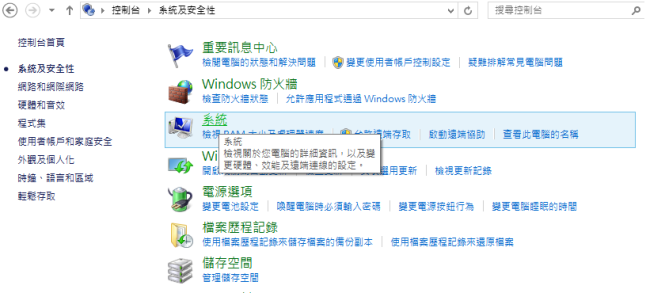 控制台 ▸ 系統及安全性
搜尋控制台
控制台首頁
系統及安全性
網路和網際網路
硬體和音效
程式集
使用者帳戶和家庭安全
外觀及個人化
時鐘、語言和區域
輕鬆存取
重要訊息中心
檢閱電腦的狀態和解決問題 變更使用者帳戶控制設定 疑難排解常見電腦問題
Windows 防火牆
檢查防火牆狀態 允許應用程式通過 Windows 防火牆
系統
檢視 RAM 大小及處理器速度 允許遠端存取 啟動遠端協助 查看此電腦的名稱
系統
檢視關於您電腦的詳細資訊，以及變
更硬體、效能及遠端連線的設定。
Wi
用更新 檢視更新記錄
電源選項
變更電池設定 喚醒電腦時必須輸入密碼 變更電源按鈕行為 變更電腦睡眠的時間
檔案歷程記錄
使用檔案歷程記錄來儲存檔案的備份副本 使用檔案歷程記錄來還原檔案
儲存空間
管理儲存空間